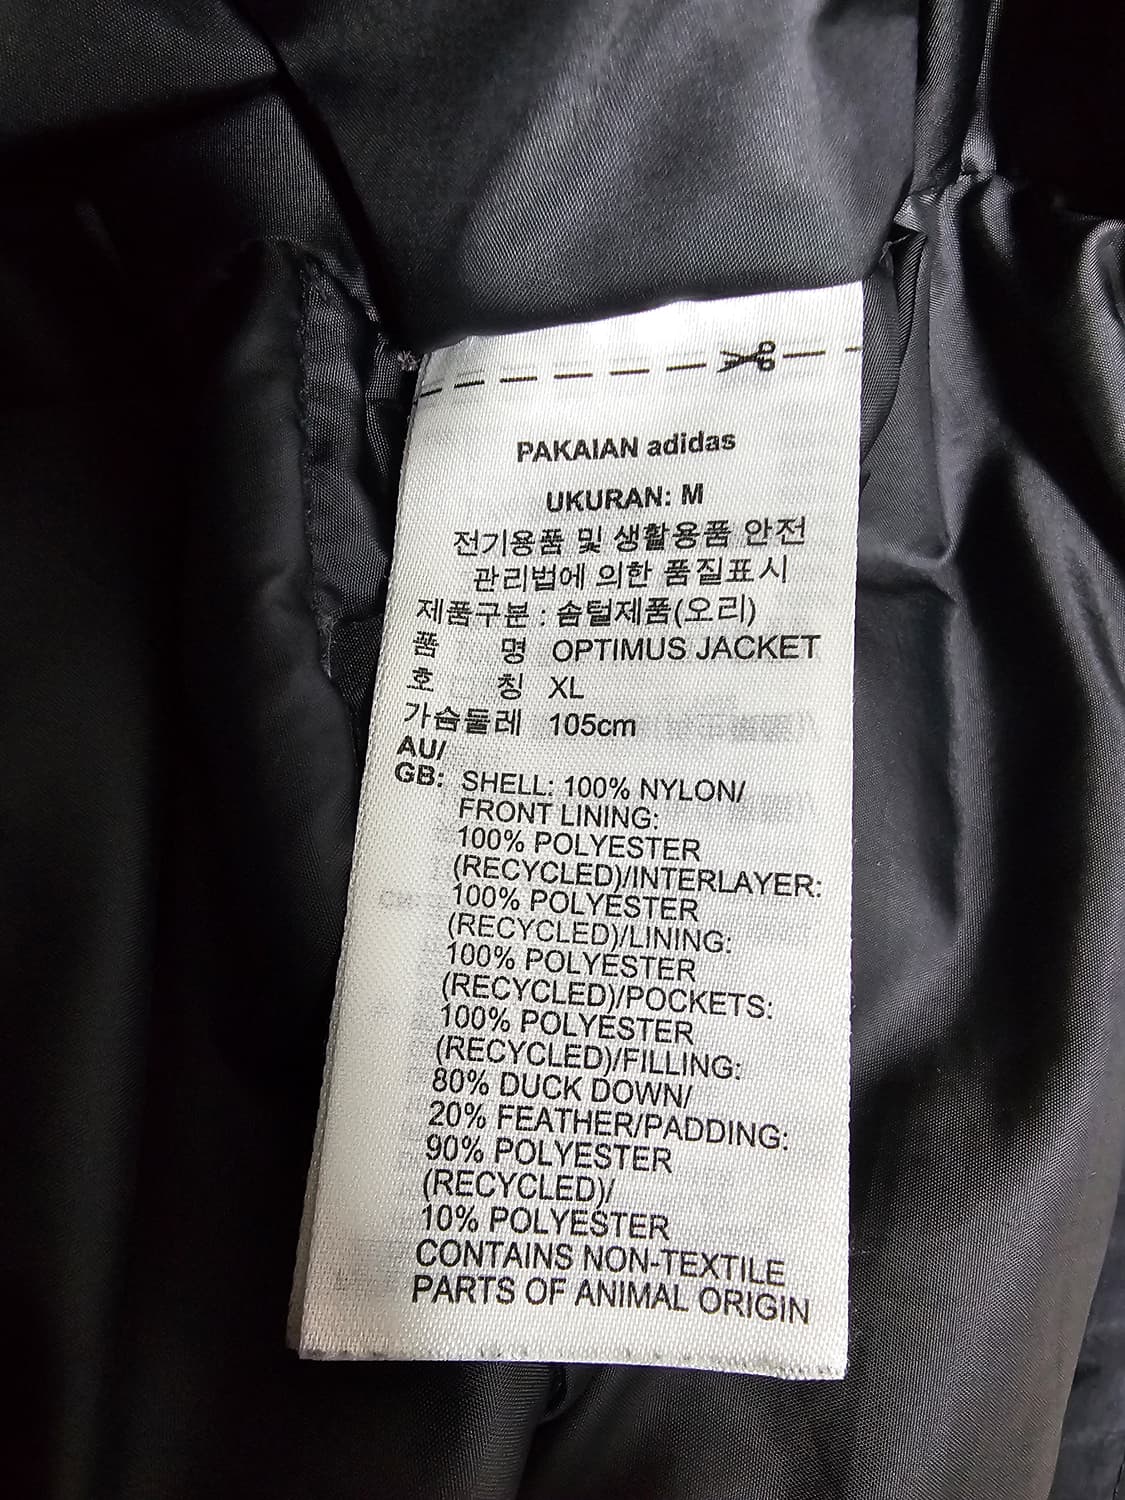 PAKAIAN adidas
UKURAN: M
전기용품 및 생활용품 안전
관리법에 의한 품질표시
제품구분 : 솜털제품(오리)
품 명 OPTIMUS JACKET
호 칭 XL
가슴둘레 105cm
AU/
GB: SHELL: 100% NYLON/
FRONT LINING:
100% POLYESTER
(RECYCLED)/INTERLAYER:
100% POLYESTER
(RECYCLED)/LINING:
100% POLYESTER
(RECYCLED)/POCKETS:
100% POLYESTER
(RECYCLED)/FILLING:
80% DUCK DOWN/
20% FEATHER/PADDING:
90% POLYESTER
(RECYCLED)/
10% POLYESTER
CONTAINS NON-TEXTILE
PARTS OF ANIMAL ORIGIN